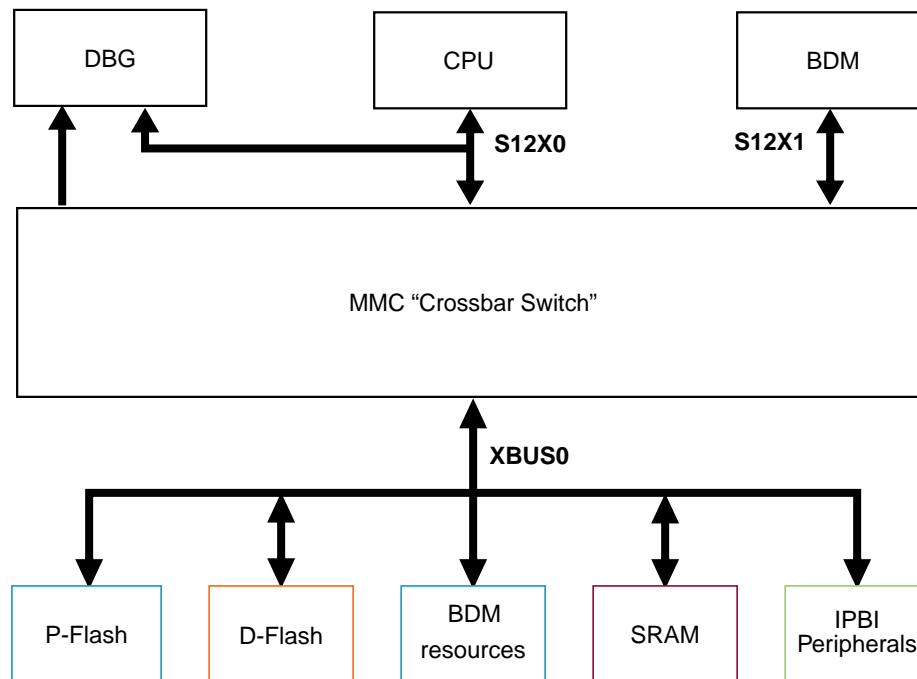 DBG
CPU
BDM
S12X0
S12X1
MMC “Crossbar Switch”
XBUS0
P-Flash
D-Flash
BDM
resources
SRAM
IPBI
Peripherals